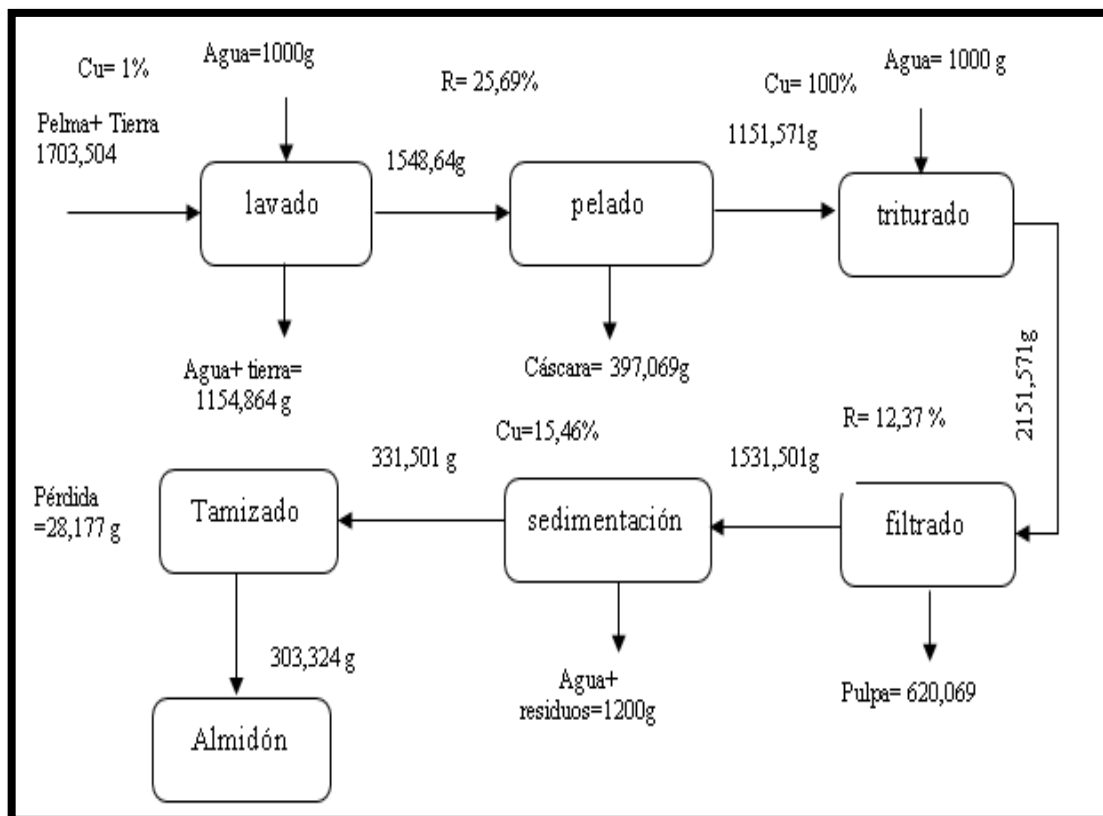 Cu= 1%
Agua=1000g
Pelma+ Tierra
1703,504
lavado
Agua+ tierra=
1154,864 g
1548,64g
R= 25,69%
pelado
Cáscara= 397,069g
1151,571g
Cu= 100%
Agua= 1000 g
triturado
2151,571g
R= 12,37 %
filtrado
Pulpa= 620,069
1531,501g
Cu=15,46%
sedimentación
Agua+
residuos=1200g
331,501 g
Tamizado
Pérdida
=28,177 g
303,324 g
Almidón